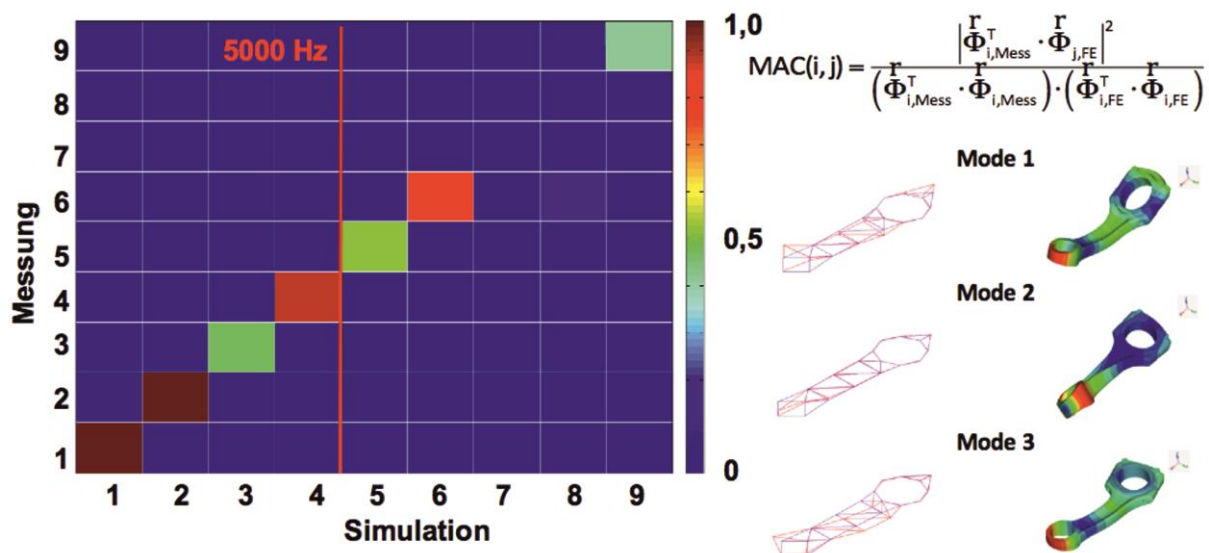 5000 Hz
9
8
7
6
5
4
3
2
1
Messung
1 2 3 4 5 6 7 8 9
Simulation
1,0
0,5
0
MAC(i, j) = |r Φ^T_i,Mess · r Φ_j,FE|² / (r Φ^T_i,Mess · r Φ_i,Mess) · (r Φ^T_i,FE · r Φ_i,FE)
Mode 1
Mode 2
Mode 3